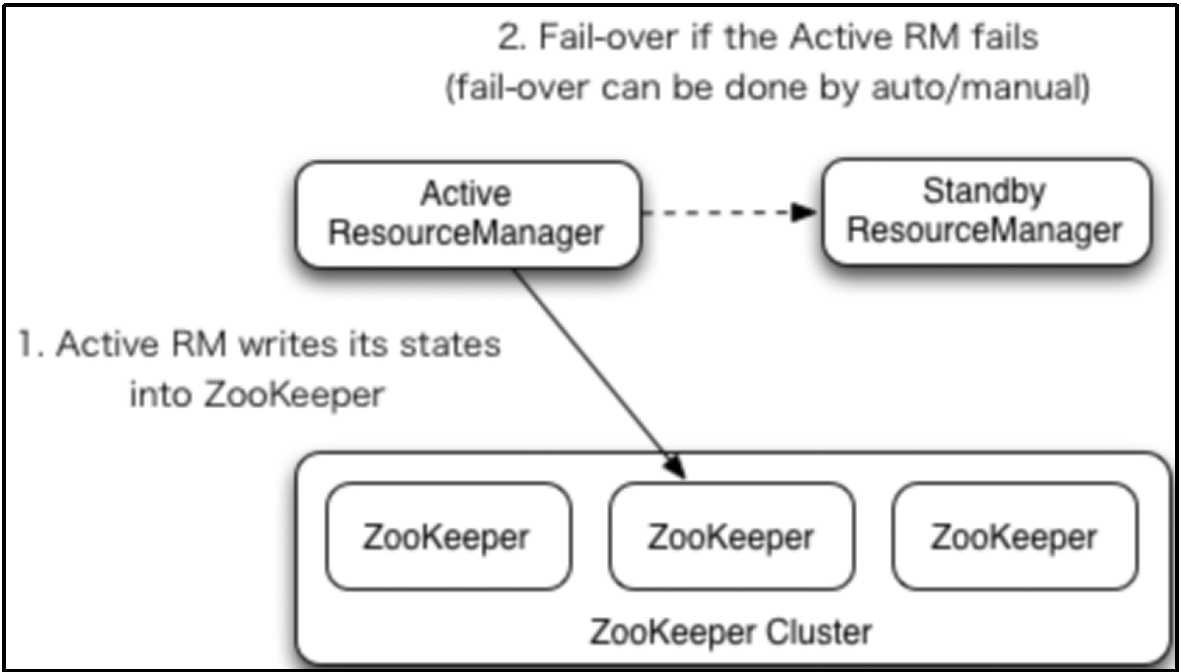 2. Fail-over if the Active RM fails
(fail-over can be done by auto/manual)
Active
ResourceManager
Standby
ResourceManager
1. Active RM writes its states
into ZooKeeper
ZooKeeper
ZooKeeper
ZooKeeper
ZooKeeper Cluster